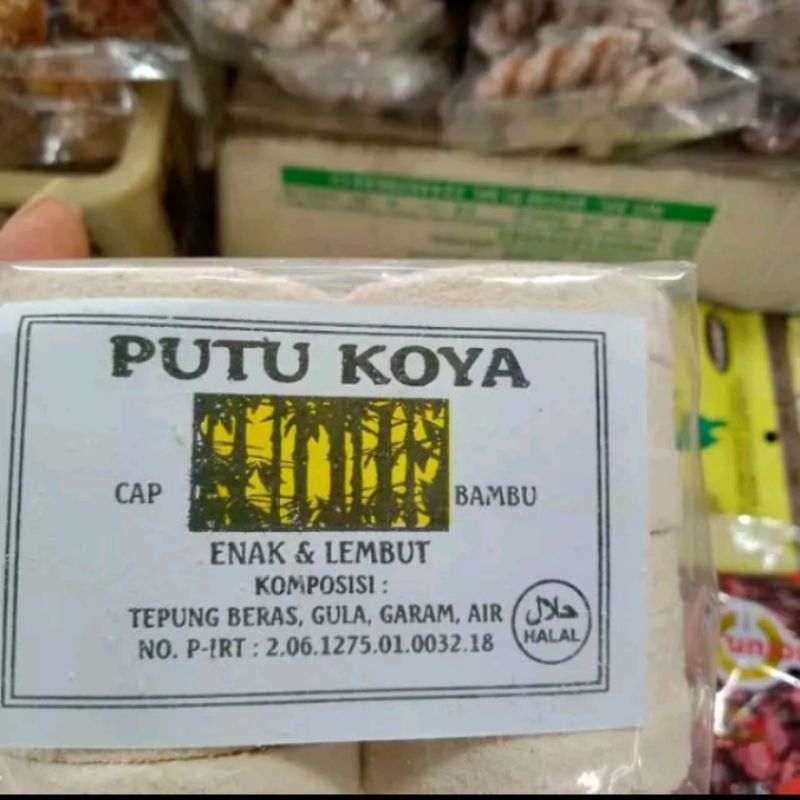 PUTU KOYA
CAP BAMBU
ENAK & LEMBUT
KOMPOSISI :
TEPUNG BERAS, GULA, GARAM, AIR
NO. P-IRT : 2.06.1275.01.0032.18
حلال
HALAL